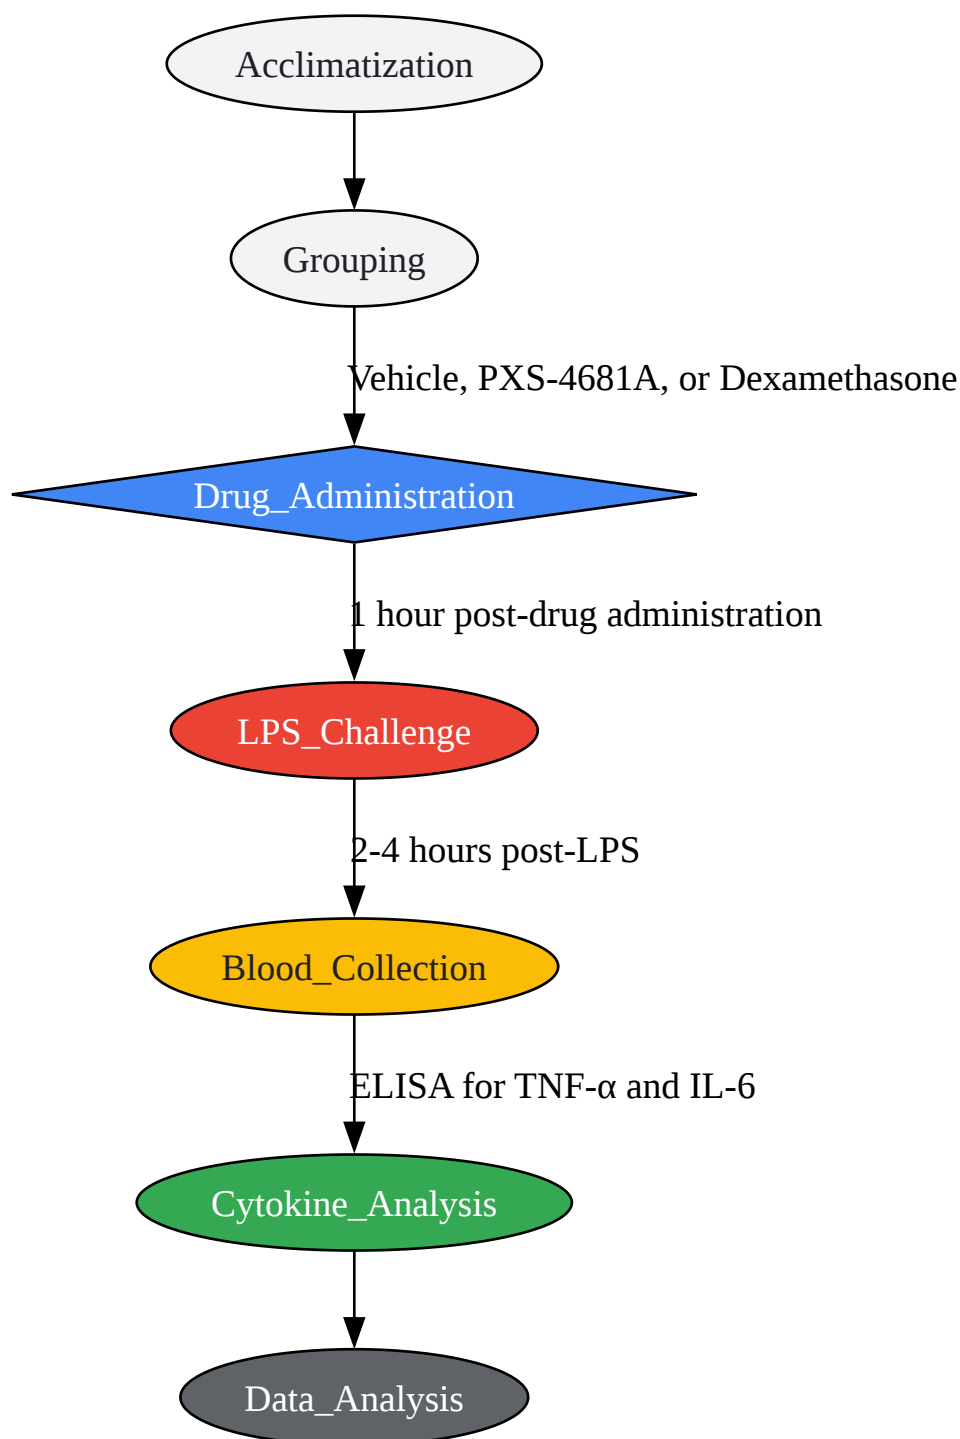 Acclimatization
Grouping
Vehicle, PXS-4681A, or Dexamethasone
Drug_Administration
1 hour post-drug administration
LPS_Challenge
2-4 hours post-LPS
Blood_Collection
ELISA for TNF-α and IL-6
Cytokine_Analysis
Data_Analysis